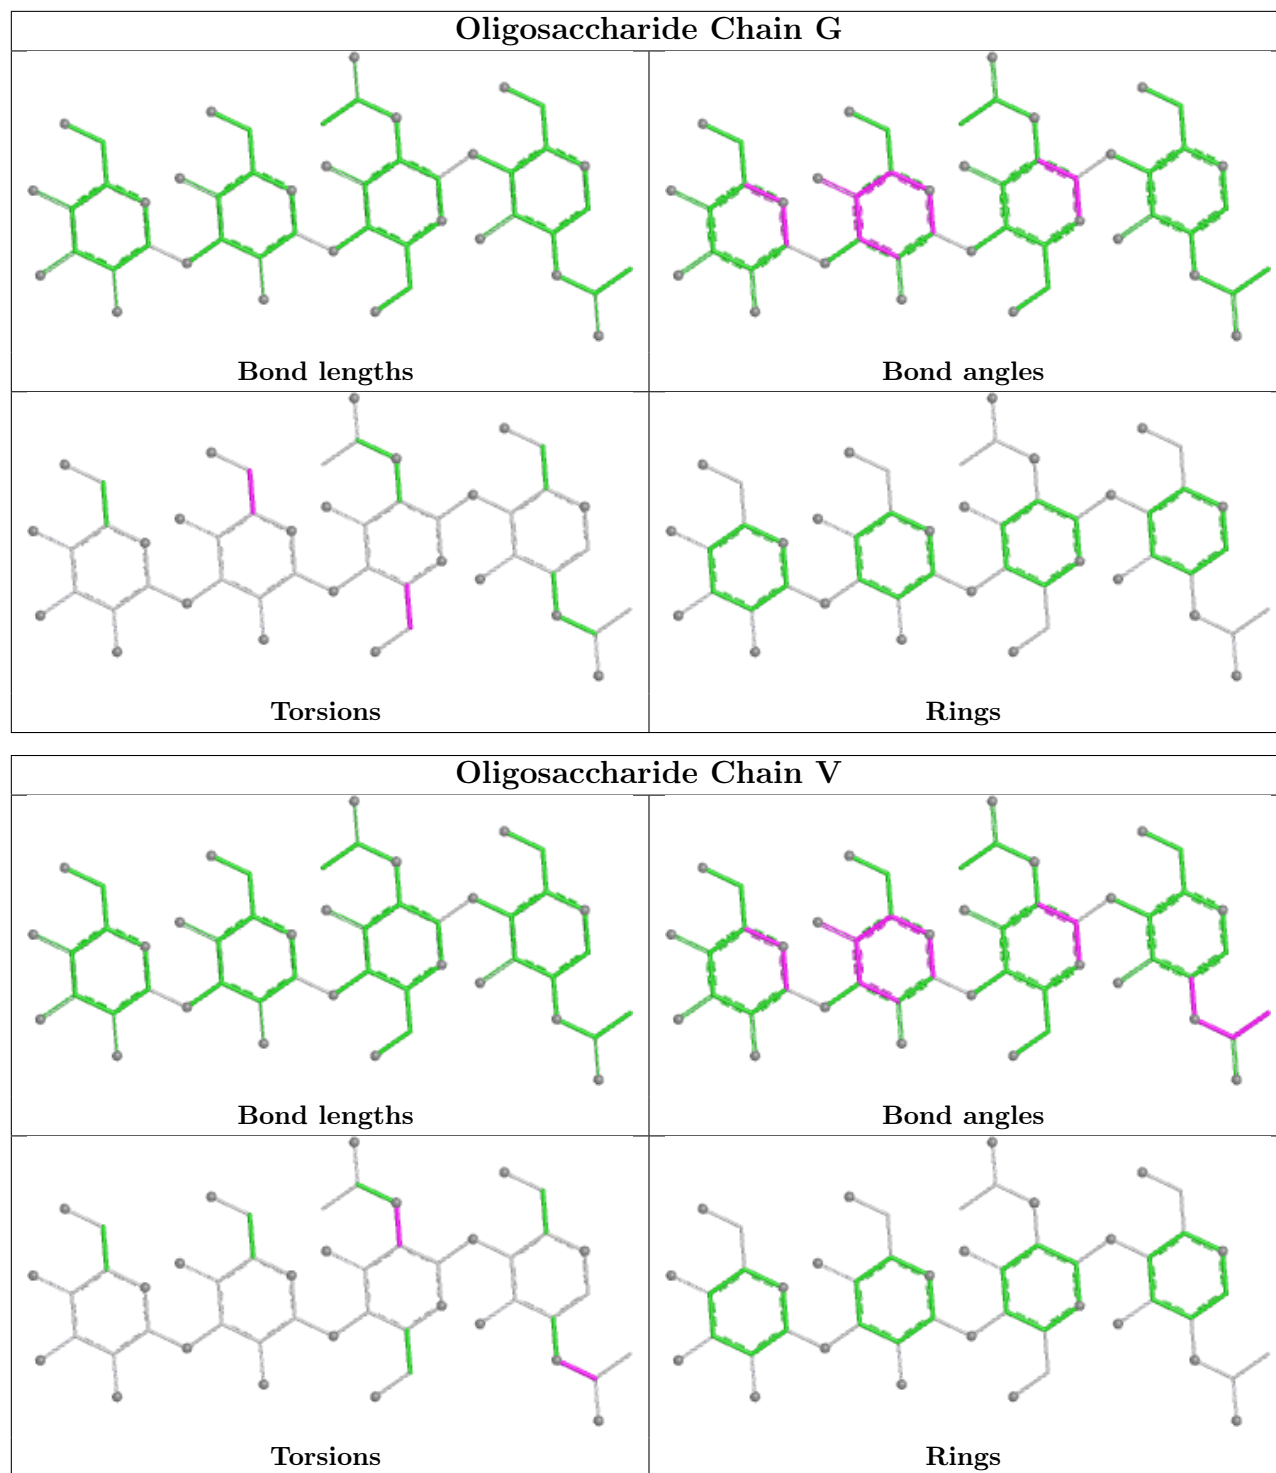 Oligosaccharide Chain G
Bond lengths
Bond angles
Torsions
Rings
Oligosaccharide Chain V
Bond lengths
Bond angles
Torsions
Rings